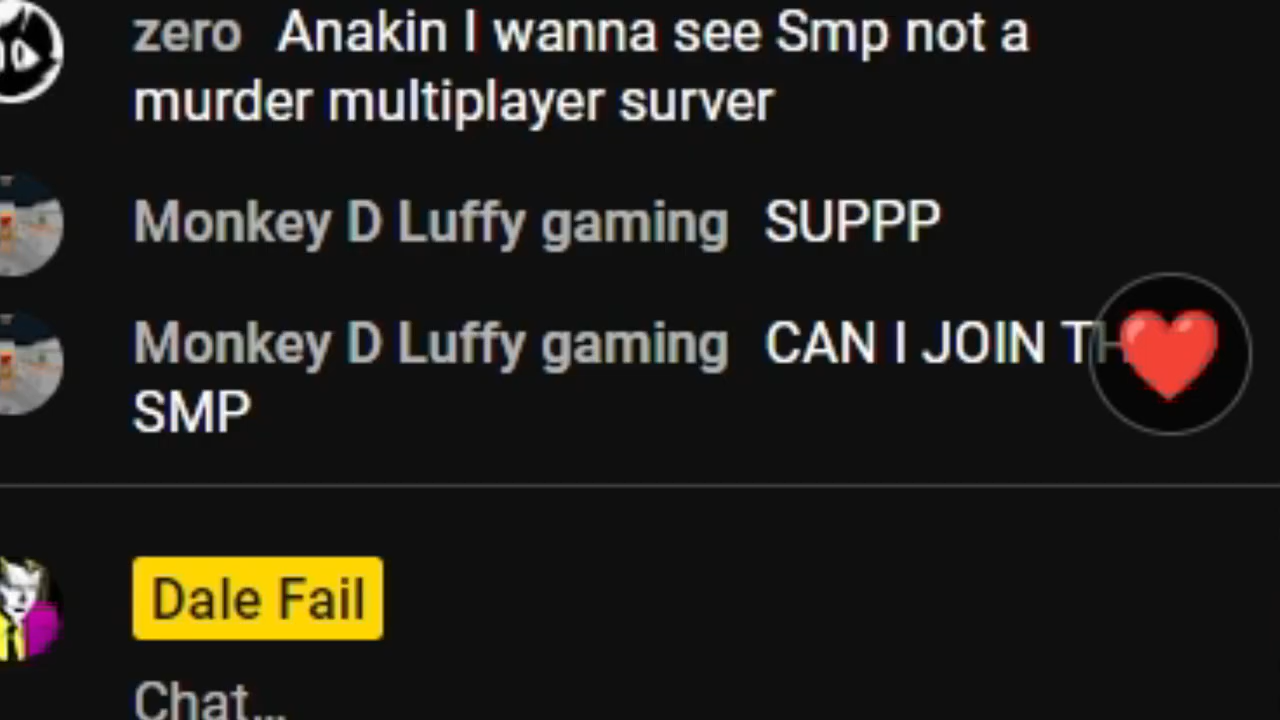 zero Anakin I wanna see Smp not a
murder multiplayer surver
Monkey D Luffy gaming SUPPP
Monkey D Luffy gaming CAN I JOIN
SMP
Dale Fail
Chat...